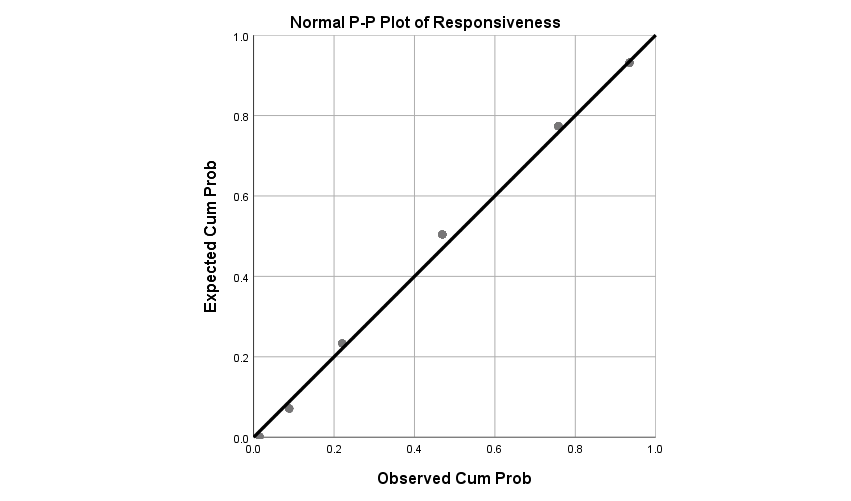 Normal P-P Plot of Responsiveness
1.0
0.8
0.6
0.4
0.2
0.0
Expected Cum Prob
0.0 0.2 0.4 0.6 0.8 1.0
Observed Cum Prob